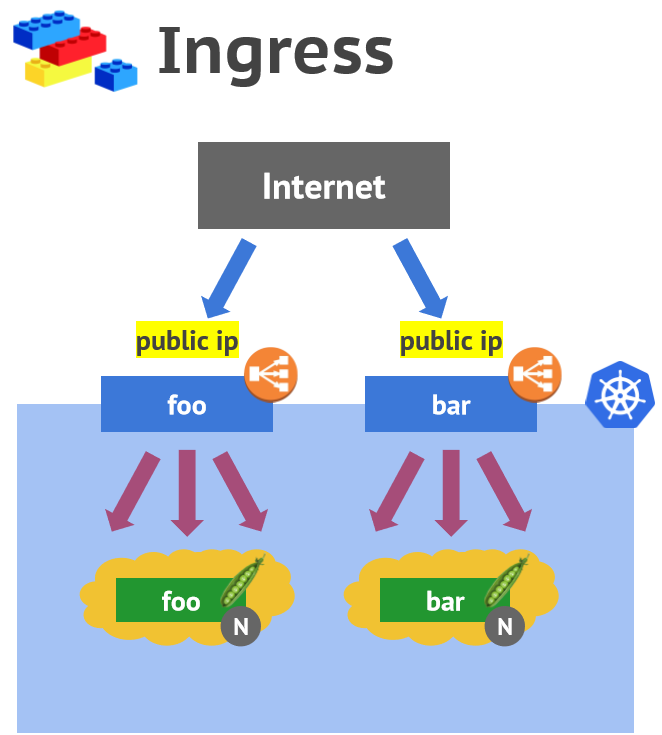 Ingress
Internet
public ip
public ip
foo
bar
foo
bar
N
N